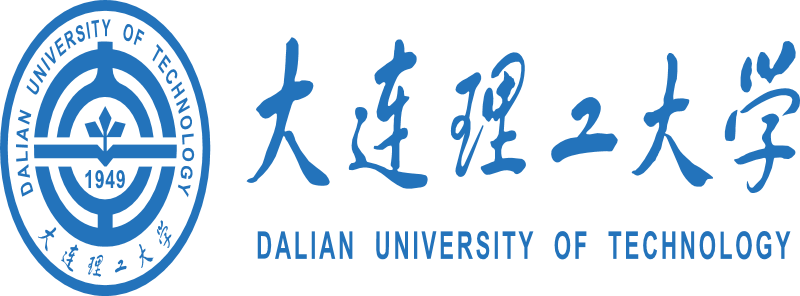 DALIAN UNIVERSITY OF TECHNOLOGY
1949
大连理工大学
大连理工大学
DALIAN UNIVERSITY OF TECHNOLOGY